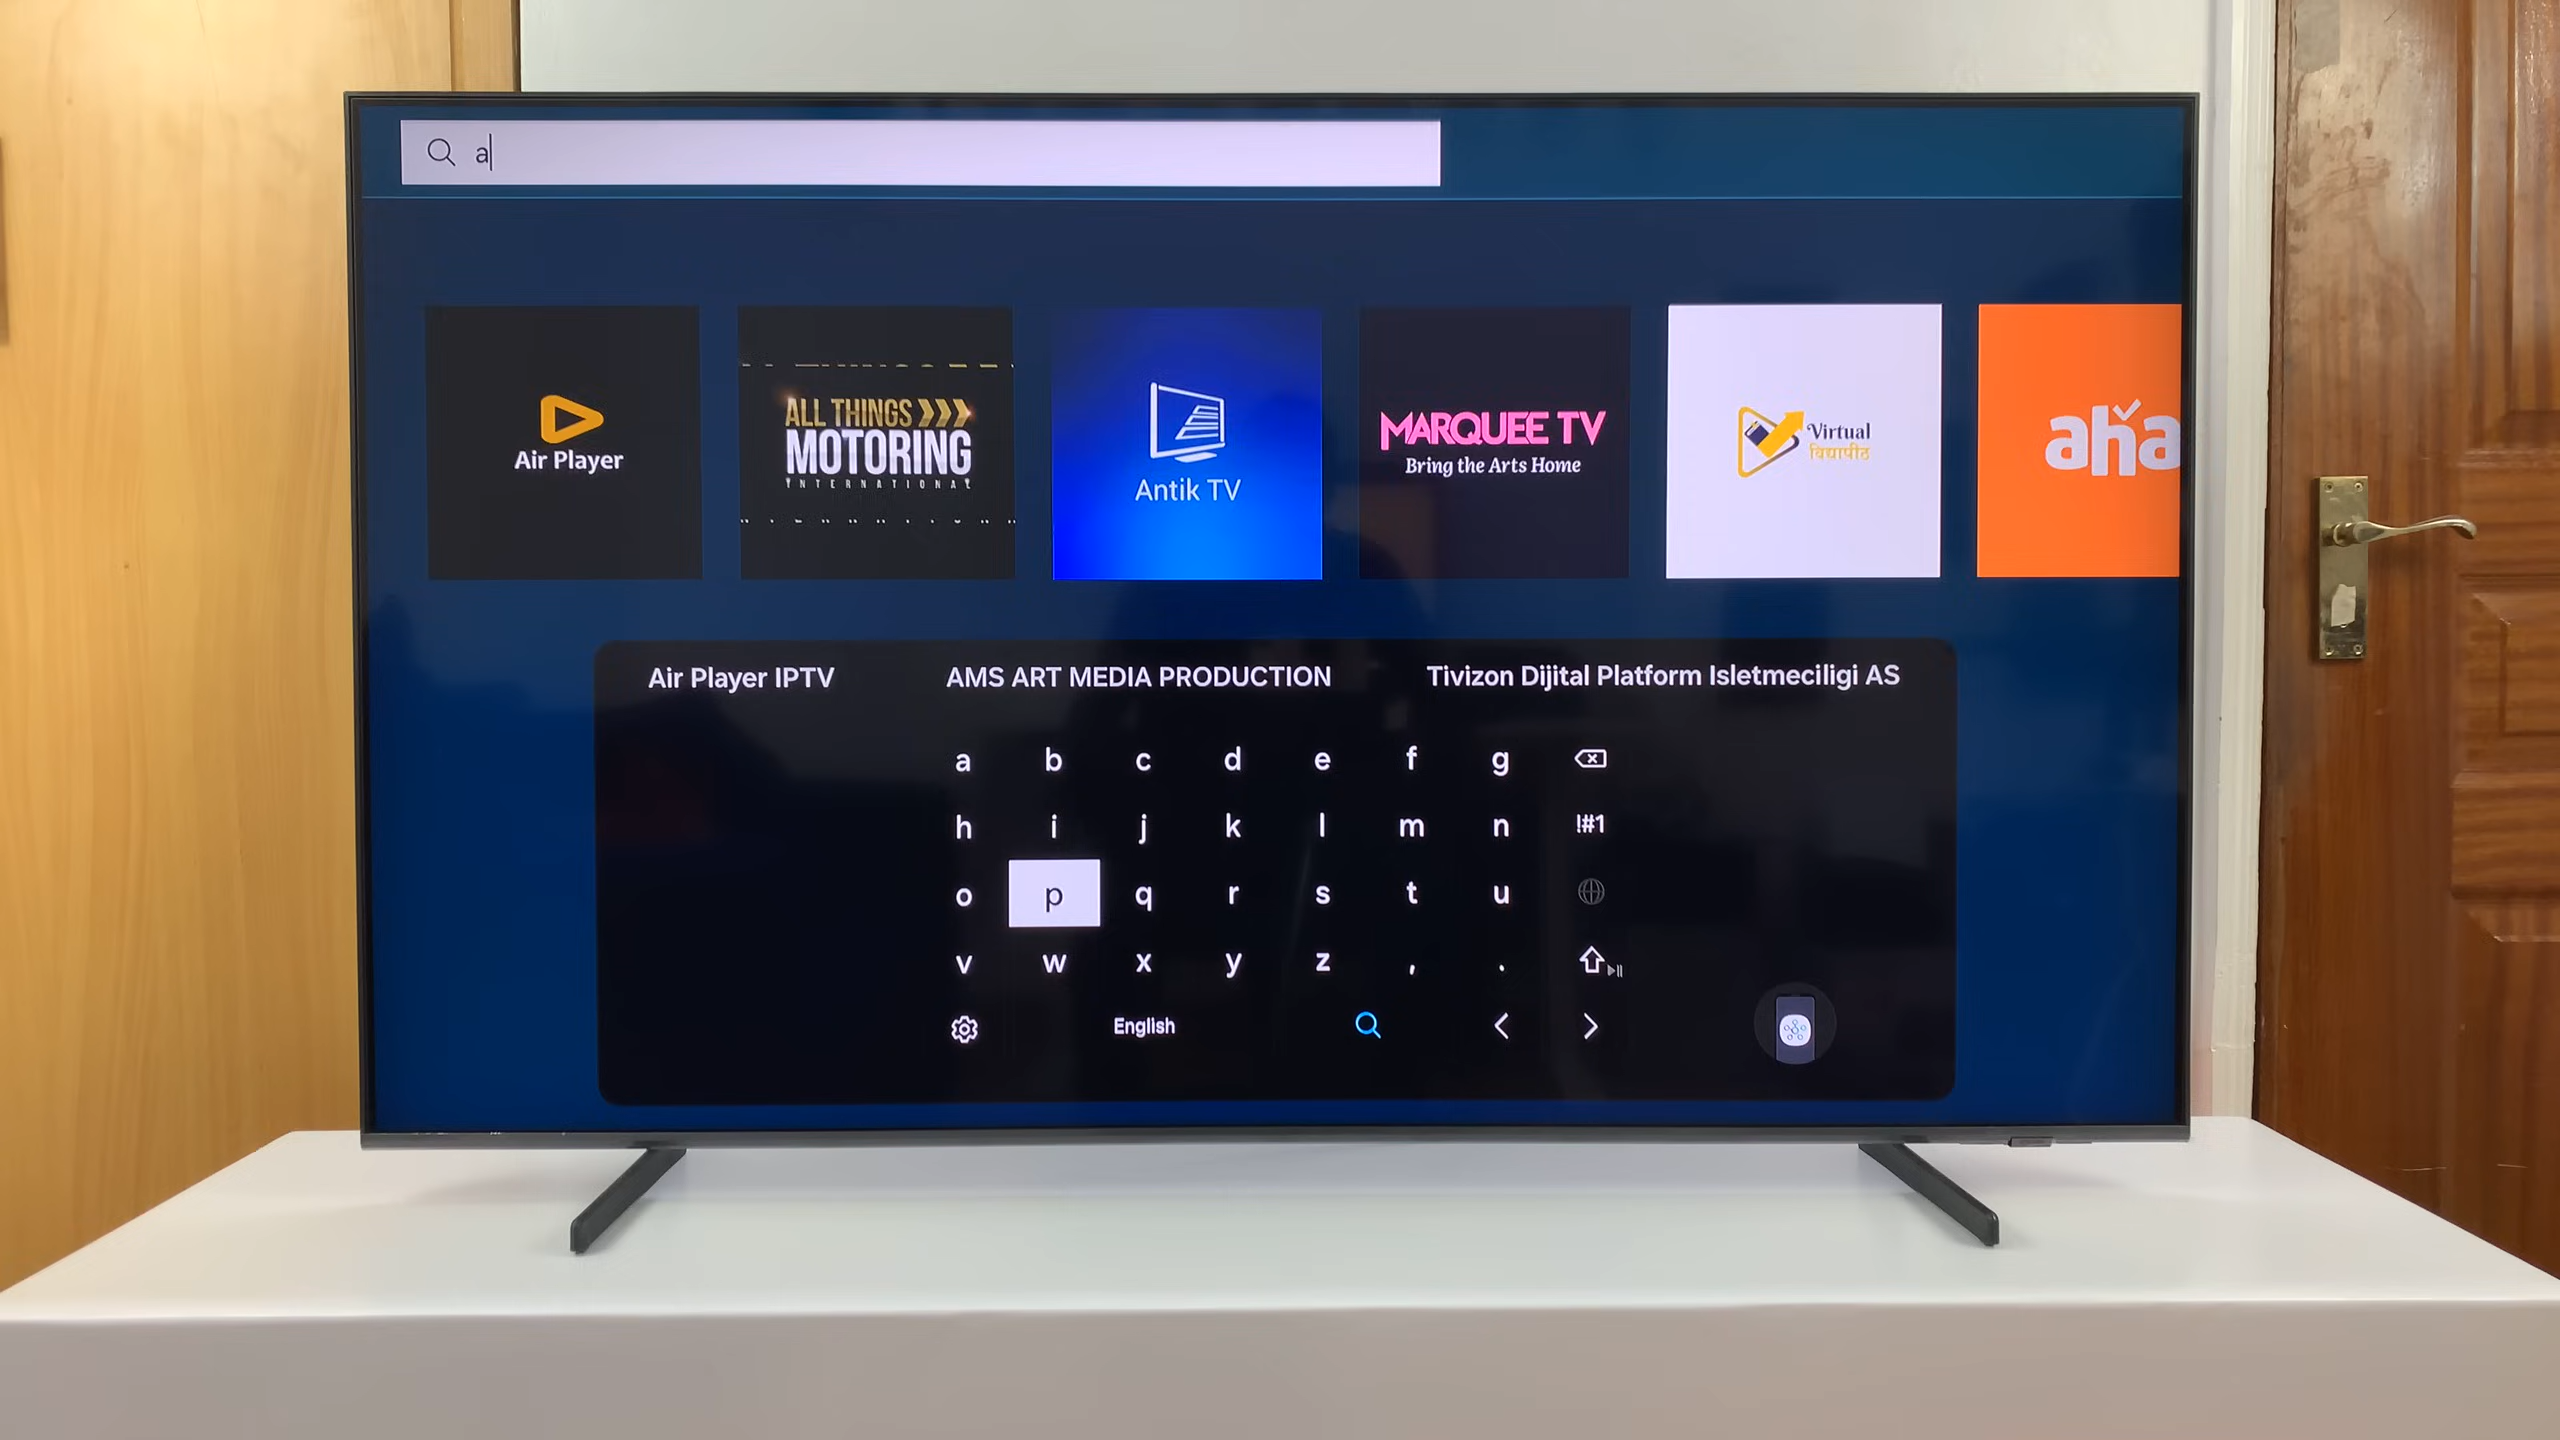 a
Air Player
ALL THINGS
MOTORING
INTERNATIONAL
Antik TV
MARQUEE TV
Bring the Arts Home
Virtual
विद्यापीठ
aha
Air Player IPTV
AMS ART MEDIA PRODUCTION
Tivizon Dijital Platform Isletmeciligi AS
a b c d e f g
h i j k l m n !#1
o p q r s t u
v w x y z , .
English